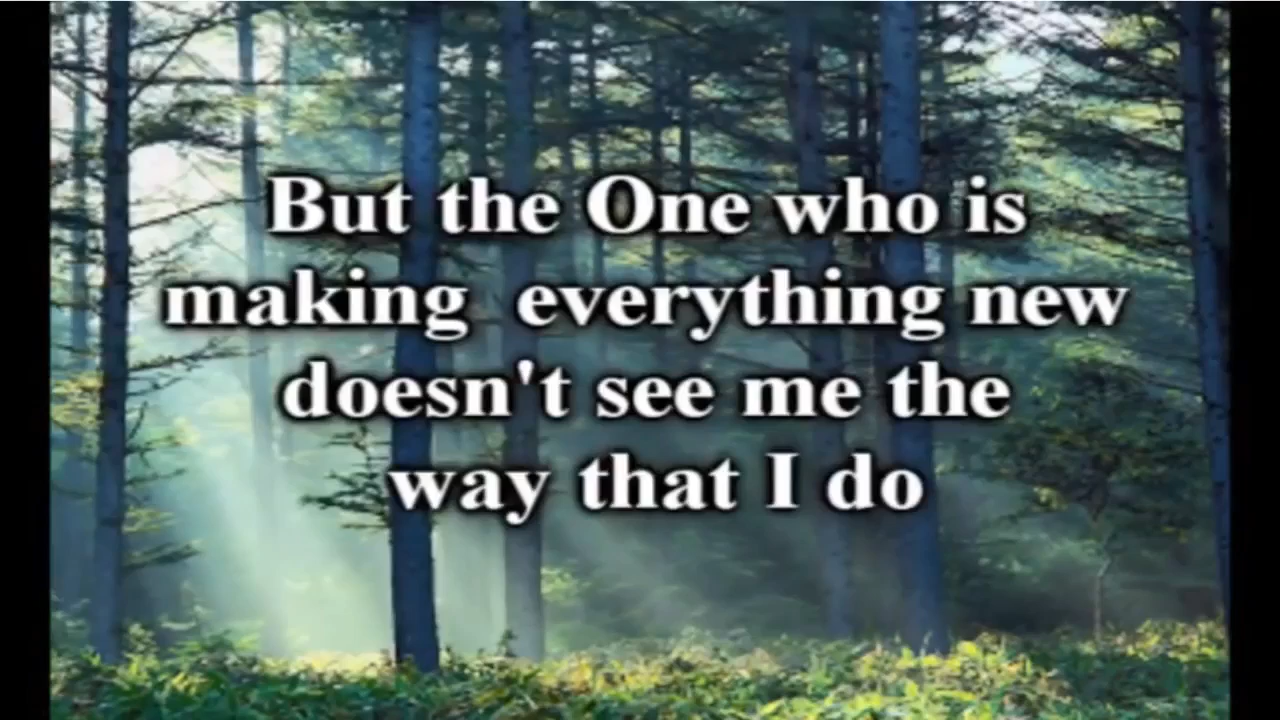 But the One who is
making  everything new
doesn't see me the
way that I do